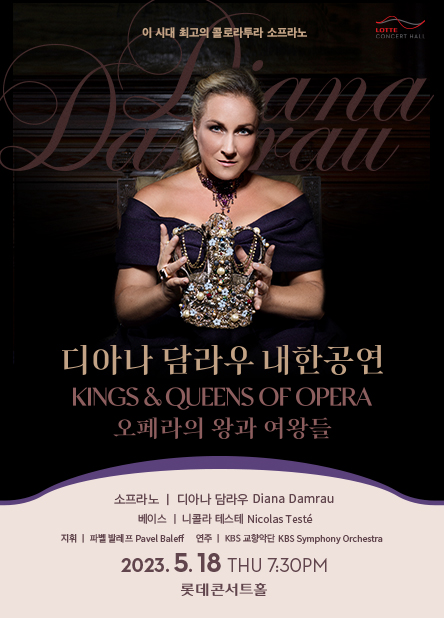 이 시대 최고의 콜로라투라 소프라노
LOTTE
CONCERT HALL
Diana
Damrau
디아나 담라우 내한공연
KINGS & QUEENS OF OPERA
오페라의 왕과 여왕들
소프라노 | 디아나 담라우 Diana Damrau
베이스 | 니콜라 테스테 Nicolas Testé
지휘 | 파벨 발레프 Pavel Baleff 연주 | KBS 교향악단 KBS Symphony Orchestra
2023. 5. 18 THU 7:30PM
롯데콘서트홀